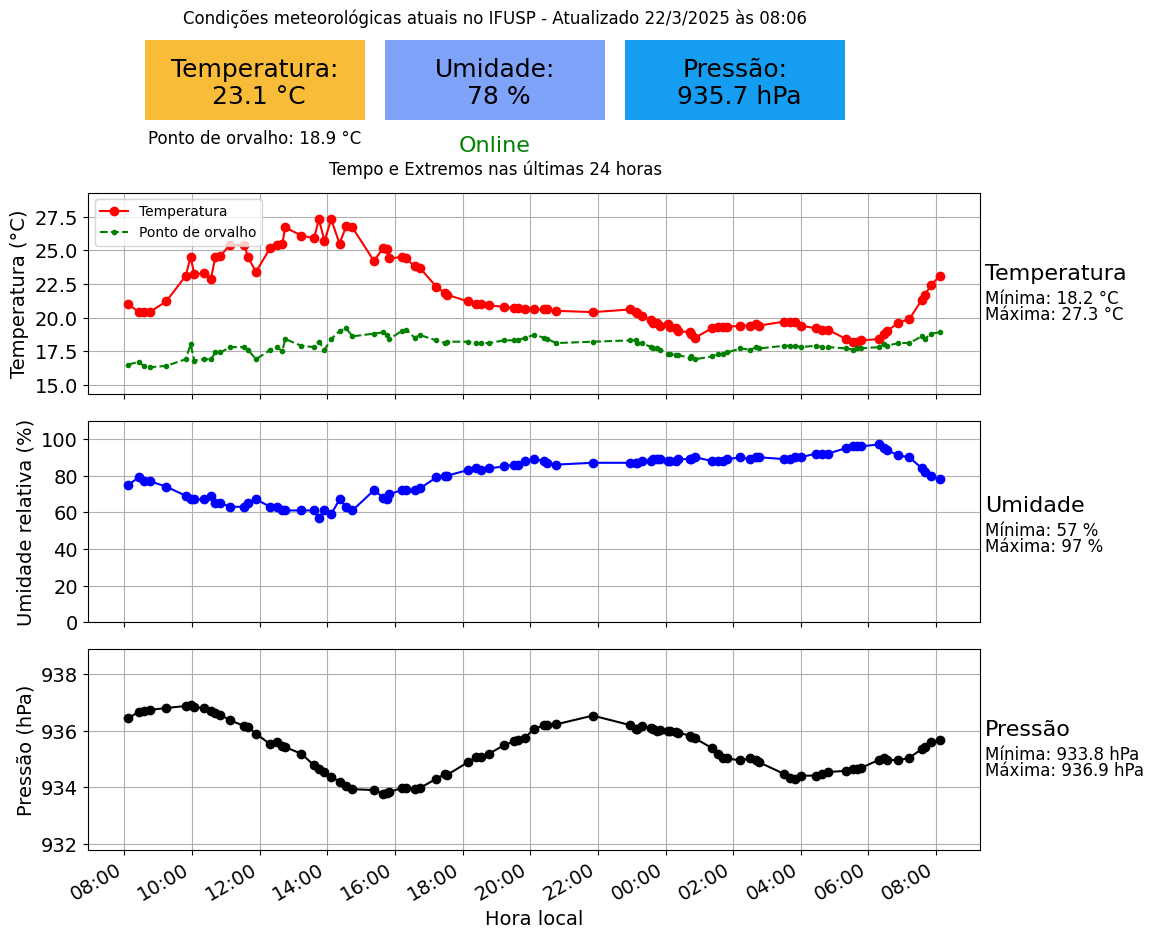 Condições meteorológicas atuais no IFUSP - Atualizado 22/3/2025 às 08:06
Temperatura:
23.1 °C
Umidade:
78 %
Pressão:
935.7 hPa
Ponto de orvalho: 18.9 °C
Online
Tempo e Extremos nas últimas 24 horas
Temperatura (°C)
27.5
25.0
22.5
20.0
17.5
15.0
Temperatura
Ponto de orvalho
Temperatura
Mínima: 18.2 °C
Máxima: 27.3 °C
Umidade relativa (%)
100
80
60
40
20
0
Umidade
Mínima: 57 %
Máxima: 97 %
Pressão (hPa)
938
936
934
932
Pressão
Mínima: 933.8 hPa
Máxima: 936.9 hPa
08:00
10:00
12:00
14:00
16:00
18:00
20:00
22:00
00:00
02:00
04:00
06:00
08:00
Hora local